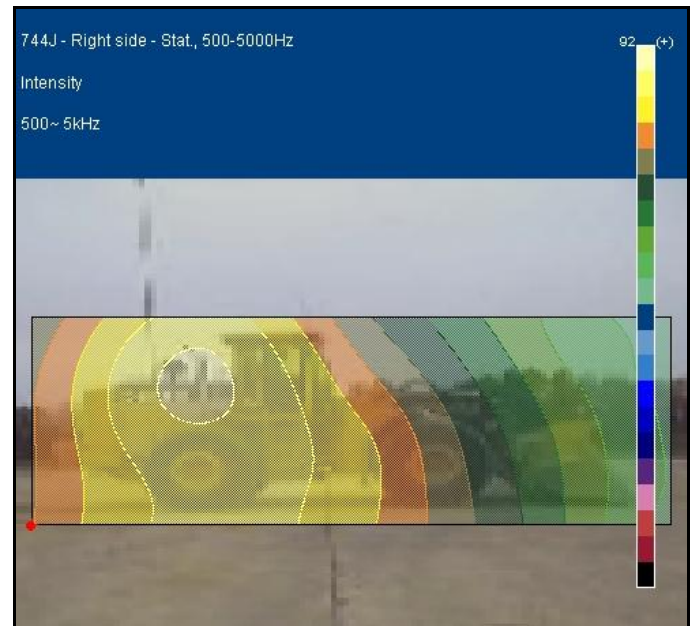 744J - Right side - Stat., 500-5000Hz
92 (+)
Intensity
500~ 5kHz